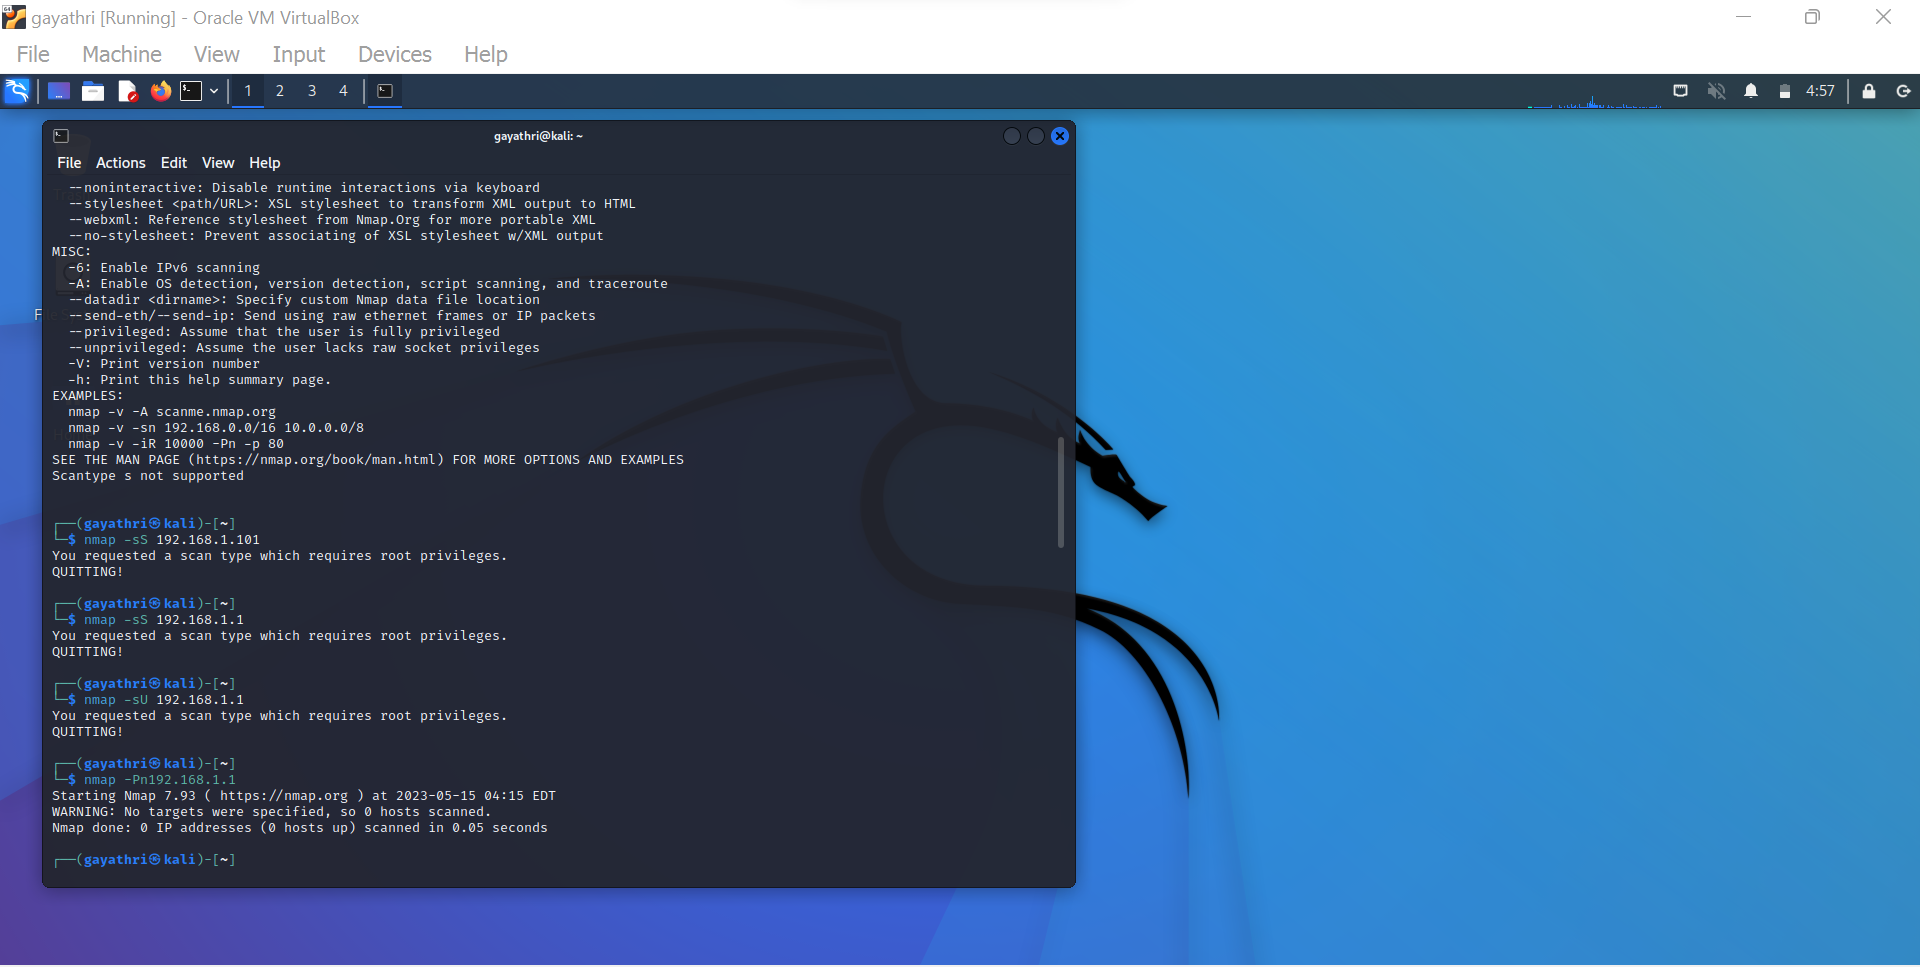 gayathri [Running] - Oracle VM VirtualBox
File Machine View Input Devices Help
1 2 3 4 4:57
gayathri@kali: ~
File Actions Edit View Help
--noninteractive: Disable runtime interactions via keyboard
--stylesheet <path/URL>: XSL stylesheet to transform XML output to HTML
--webxml: Reference stylesheet from Nmap.Org for more portable XML
--no-stylesheet: Prevent associating of XSL stylesheet w/XML output
MISC:
-6: Enable IPv6 scanning
-A: Enable OS detection, version detection, script scanning, and traceroute
--datadir <dirname>: Specify custom Nmap data file location
--send-eth/--send-ip: Send using raw ethernet frames or IP packets
--privileged: Assume that the user is fully privileged
--unprivileged: Assume the user lacks raw socket privileges
-V: Print version number
-h: Print this help summary page.
EXAMPLES:
nmap -v -A scanme.nmap.org
nmap -v -sn 192.168.0.0/16 10.0.0.0/8
nmap -v -iR 10000 -Pn -p 80
SEE THE MAN PAGE (https://nmap.org/book/man.html) FOR MORE OPTIONS AND EXAMPLES
Scantype s not supported
┌──(gayathri㉿kali)-[~]
└─$ nmap -sS 192.168.1.101
You requested a scan type which requires root privileges.
QUITTING!
┌──(gayathri㉿kali)-[~]
└─$ nmap -sS 192.168.1.1
You requested a scan type which requires root privileges.
QUITTING!
┌──(gayathri㉿kali)-[~]
└─$ nmap -sU 192.168.1.1
You requested a scan type which requires root privileges.
QUITTING!
┌──(gayathri㉿kali)-[~]
└─$ nmap -Pn192.168.1.1
Starting Nmap 7.93 ( https://nmap.org ) at 2023-05-15 04:15 EDT
WARNING: No targets were specified, so 0 hosts scanned.
Nmap done: 0 IP addresses (0 hosts up) scanned in 0.05 seconds
┌──(gayathri㉿kali)-[~]